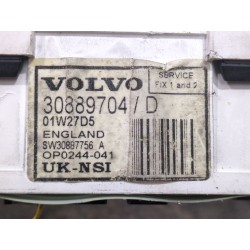 VOLVO
SERVICE
FIX 1 and 2
30889704 / D
01W27D5
ENGLAND
SW30887756 A
OP0244-041
UK-NSI